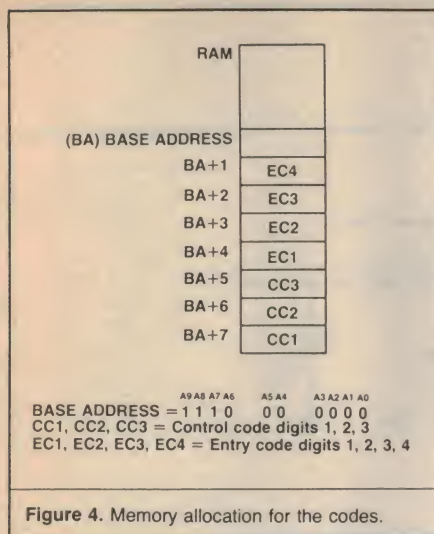 RAM
(BA) BASE ADDRESS
BA+1 EC4
BA+2 EC3
BA+3 EC2
BA+4 EC1
BA+5 CC3
BA+6 CC2
BA+7 CC1
A9 A8 A7 A6 A5 A4 A3 A2 A1 A0
BASE ADDRESS =1 1 1 0 0 0 0 0 0 0
CC1, CC2, CC3 = Control code digits 1, 2, 3
EC1, EC2, EC3, EC4 = Entry code digits 1, 2, 3, 4
Figure 4. Memory allocation for the codes.